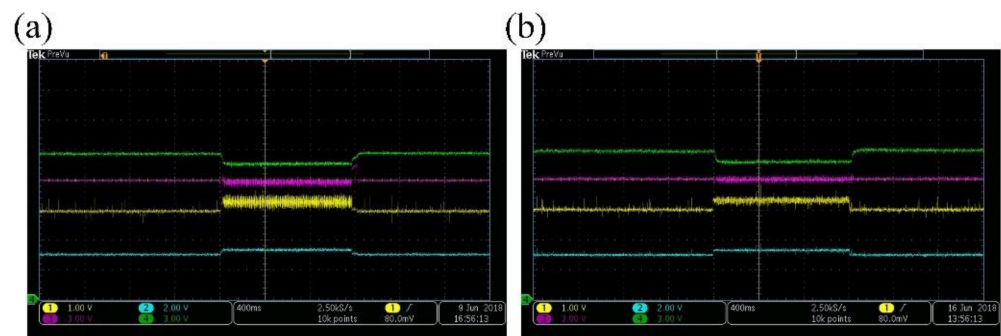 (a)
(b)
Tek PreVu
Tek PreVu
1 1.00 V 2 2.00 V 400ms 2.50kS/s 1 9 Jun 2018
3 3.00 V 4 3.00 V 10k points 80.0mV 16:56:13
1 1.00 V 2 2.00 V 400ms 2.50kS/s 1 16 Jun 2018
3 3.00 V 4 3.00 V 10k points 80.0mV 13:56:13
4
4